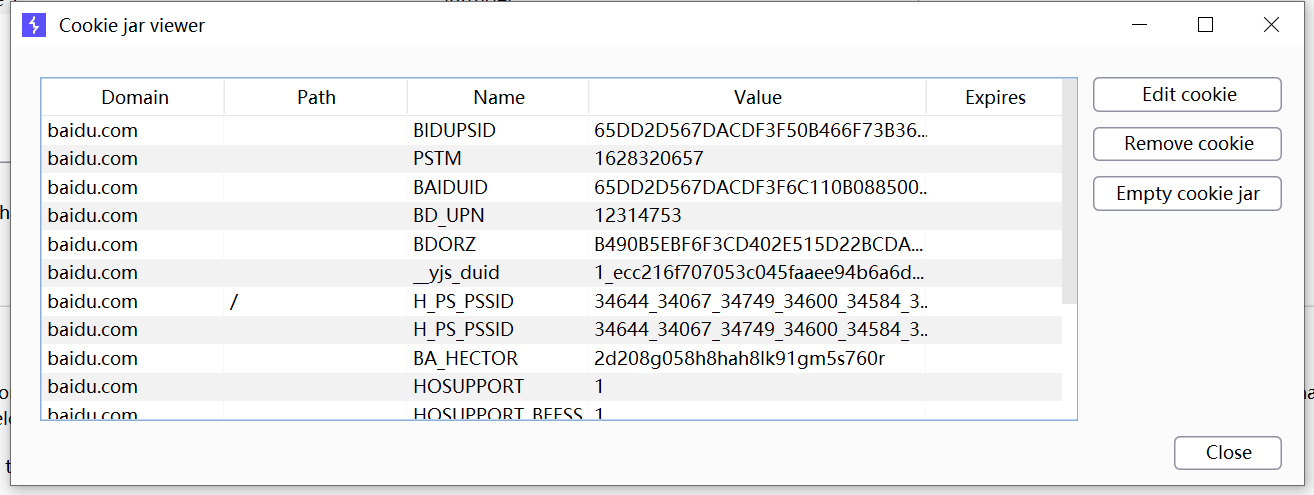 Cookie jar viewer
Domain Path Name Value Expires
baidu.com BIDUPSID 65DD2D567DACDF3F50B466F73B36...
baidu.com PSTM 1628320657
baidu.com BAIDUID 65DD2D567DACDF3F6C110B088500..
baidu.com BD_UPN 12314753
baidu.com BDORZ B490B5EBF6F3CD402E515D22BCDA...
baidu.com __yjs_duid 1_ecc216f707053c045faaee94b6a6d...
baidu.com / H_PS_PSSID 34644_34067_34749_34600_34584_3..
baidu.com H_PS_PSSID 34644_34067_34749_34600_34584_3..
baidu.com BA_HECTOR 2d208g058h8hah8lk91gm5s760r
baidu.com HOSUPPORT 1
baidu.com HOSUPPORT_BFESS 1
Edit cookie
Remove cookie
Empty cookie jar
Close